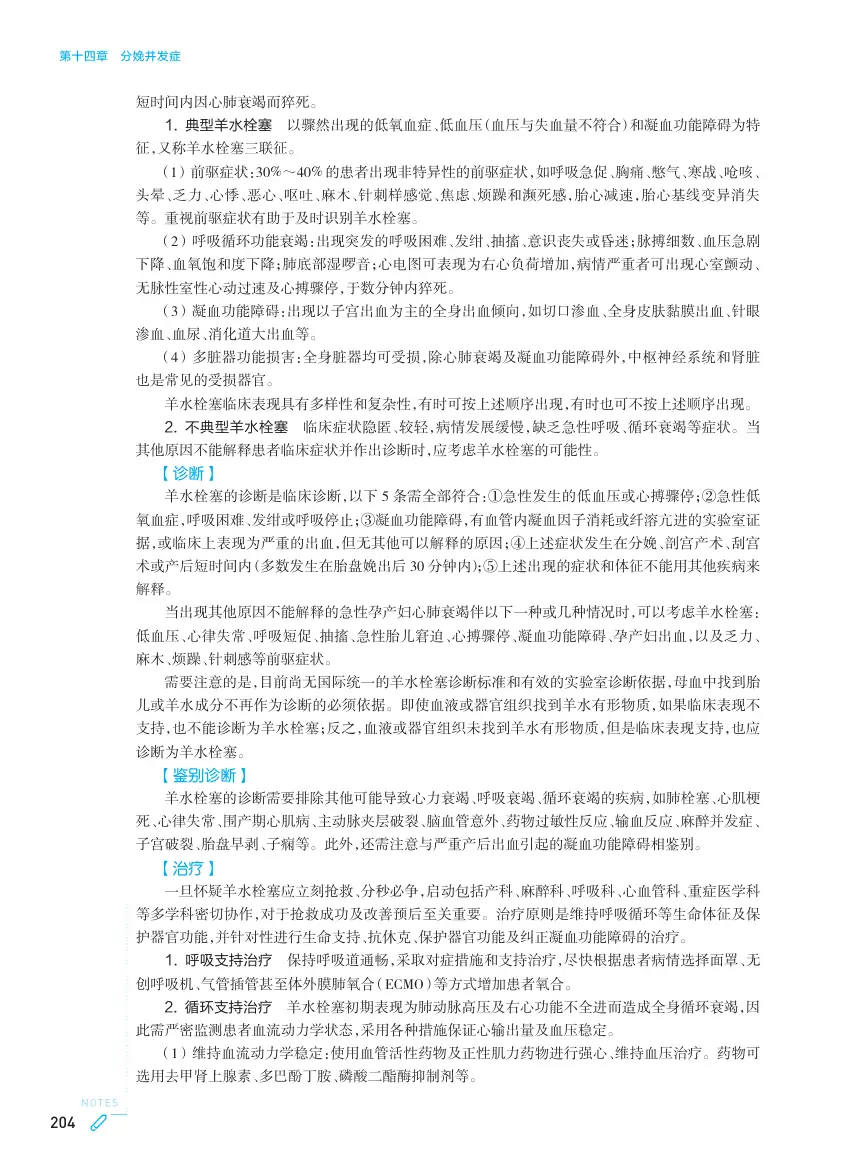 第十四章 分娩并发症
短时间内因心肺衰竭而猝死。
1. 典型羊水栓塞 以骤然出现的低氧血症、低血压（血压与失血量不符合）和凝血功能障碍为特
征，又称羊水栓塞三联征。
（1）前驱症状：30%～40% 的患者出现非特异性的前驱症状，如呼吸急促、胸痛、憋气、寒战、呛咳、
头晕、乏力、心悸、恶心、呕吐、麻木、针刺样感觉、焦虑、烦躁和濒死感，胎心减速，胎心基线变异消失
等。重视前驱症状有助于及时识别羊水栓塞。
（2）呼吸循环功能衰竭：出现突发的呼吸困难、发绀、抽搐、意识丧失或昏迷；脉搏细数、血压急剧
下降、血氧饱和度下降；肺底部湿啰音；心电图可表现为右心负荷增加，病情严重者可出现心室颤动、
无脉性室性心动过速及心搏骤停，于数分钟内猝死。
（3）凝血功能障碍：出现以子宫出血为主的全身出血倾向，如切口渗血、全身皮肤黏膜出血、针眼
渗血、血尿、消化道大出血等。
（4）多脏器功能损害：全身脏器均可受损，除心肺衰竭及凝血功能障碍外，中枢神经系统和肾脏
也是常见的受损器官。
羊水栓塞临床表现具有多样性和复杂性，有时可按上述顺序出现，有时也可不按上述顺序出现。
2. 不典型羊水栓塞 临床症状隐匿、较轻，病情发展缓慢，缺乏急性呼吸、循环衰竭等症状。当
其他原因不能解释患者临床症状并作出诊断时，应考虑羊水栓塞的可能性。
【诊断】
羊水栓塞的诊断是临床诊断，以下 5 条需全部符合：①急性发生的低血压或心搏骤停；②急性低
氧血症，呼吸困难、发绀或呼吸停止；③凝血功能障碍，有血管内凝血因子消耗或纤溶亢进的实验室证
据，或临床上表现为严重的出血，但无其他可以解释的原因；④上述症状发生在分娩、剖宫产术、刮宫
术或产后短时间内（多数发生在胎盘娩出后 30 分钟内）；⑤上述出现的症状和体征不能用其他疾病来
解释。
当出现其他原因不能解释的急性孕产妇心肺衰竭伴以下一种或几种情况时，可以考虑羊水栓塞：
低血压、心律失常、呼吸短促、抽搐、急性胎儿窘迫、心搏骤停、凝血功能障碍、孕产妇出血，以及乏力、
麻木、烦躁、针刺感等前驱症状。
需要注意的是，目前尚无国际统一的羊水栓塞诊断标准和有效的实验室诊断依据，母血中找到胎
儿或羊水成分不再作为诊断的必须依据。即使血液或器官组织找到羊水有形物质，如果临床表现不
支持，也不能诊断为羊水栓塞；反之，血液或器官组织未找到羊水有形物质，但是临床表现支持，也应
诊断为羊水栓塞。
【鉴别诊断】
羊水栓塞的诊断需要排除其他可能导致心力衰竭、呼吸衰竭、循环衰竭的疾病，如肺栓塞、心肌梗
死、心律失常、围产期心肌病、主动脉夹层破裂、脑血管意外、药物过敏性反应、输血反应、麻醉并发症、
子宫破裂、胎盘早剥、子痫等。此外，还需注意与严重产后出血引起的凝血功能障碍相鉴别。
【治疗】
一旦怀疑羊水栓塞应立刻抢救、分秒必争，启动包括产科、麻醉科、呼吸科、心血管科、重症医学科
等多学科密切协作，对于抢救成功及改善预后至关重要。治疗原则是维持呼吸循环等生命体征及保
护器官功能，并针对性进行生命支持、抗休克、保护器官功能及纠正凝血功能障碍的治疗。
1. 呼吸支持治疗 保持呼吸道通畅，采取对症措施和支持治疗，尽快根据患者病情选择面罩、无
创呼吸机、气管插管甚至体外膜肺氧合（ECMO）等方式增加患者氧合。
2. 循环支持治疗 羊水栓塞初期表现为肺动脉高压及右心功能不全进而造成全身循环衰竭，因
此需严密监测患者血流动力学状态，采用各种措施保证心输出量及血压稳定。
（1）维持血流动力学稳定：使用血管活性药物及正性肌力药物进行强心、维持血压治疗。药物可
选用去甲肾上腺素、多巴酚丁胺、磷酸二酯酶抑制剂等。
NOTES
204